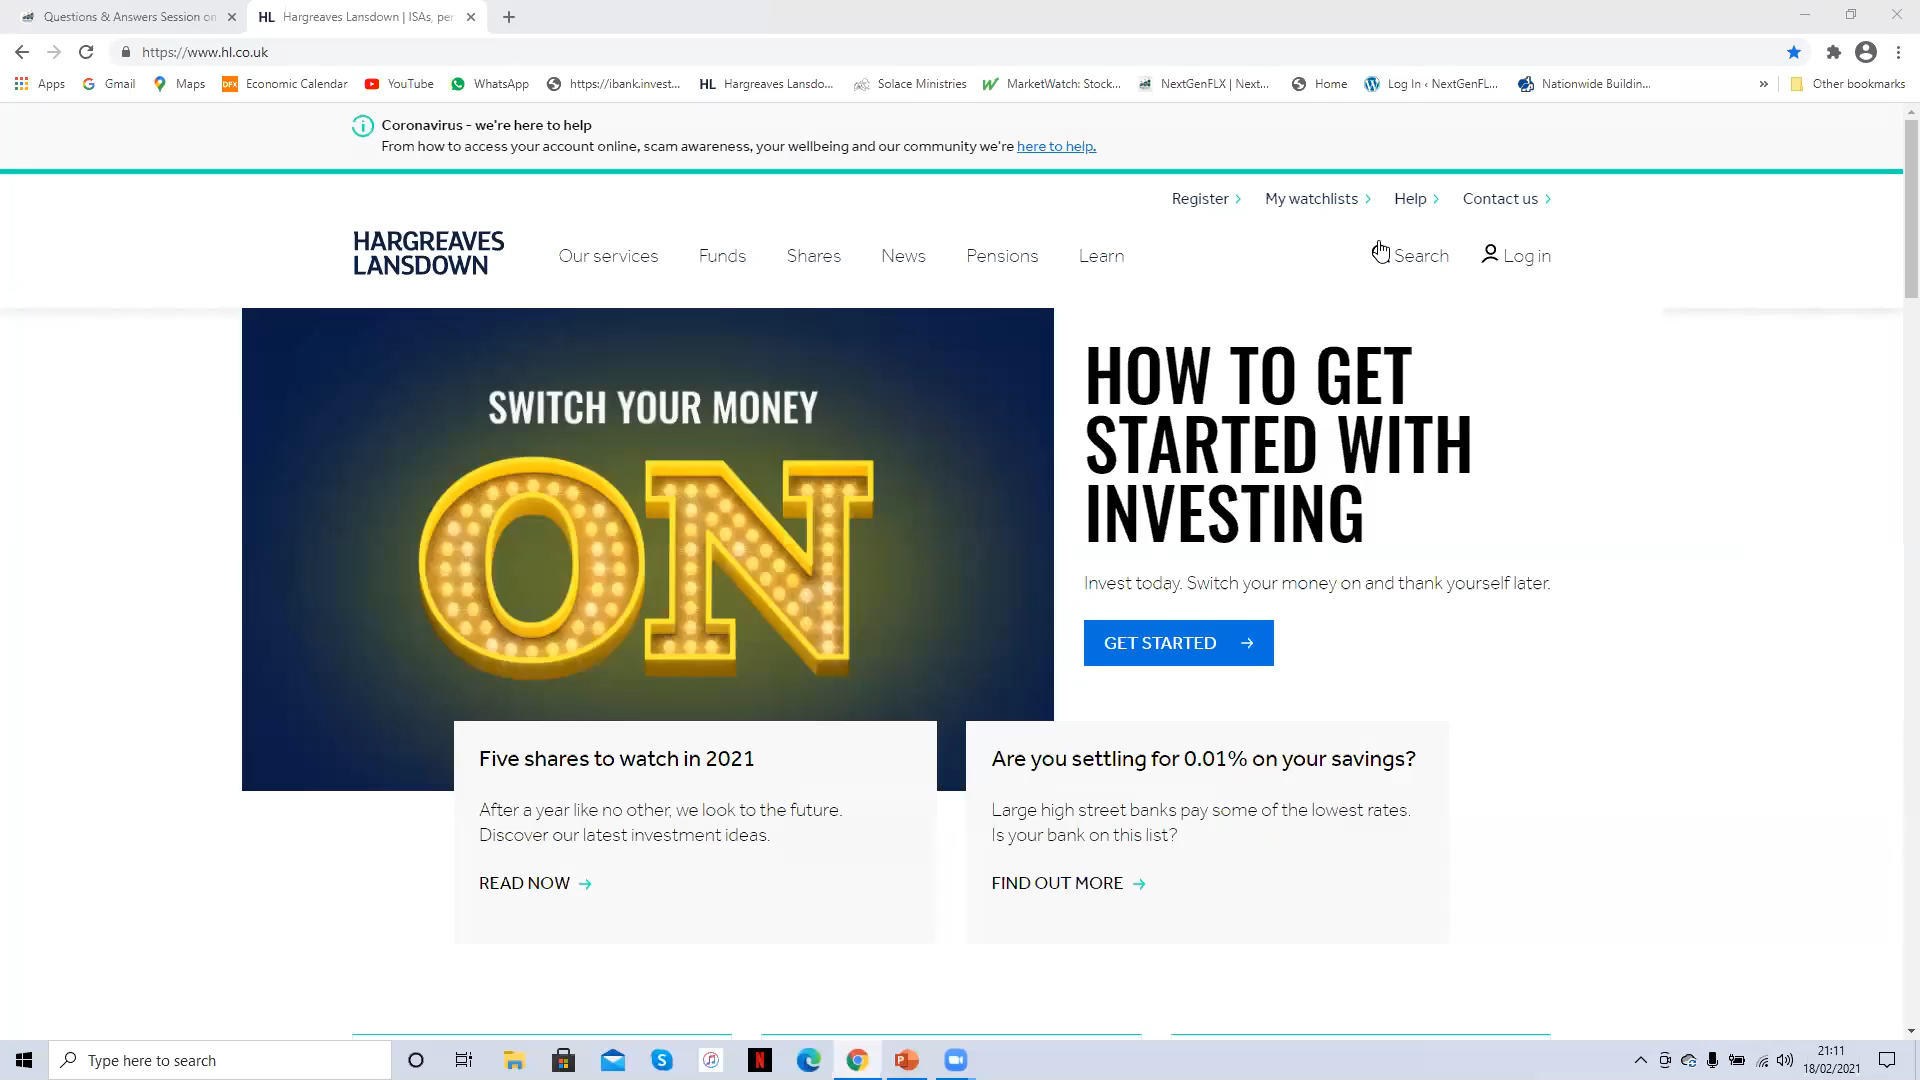 Questions & Answers Session on
HL Hargreaves Lansdown | ISAs, per
https://www.hl.co.uk
Apps
Gmail
Maps
DFX Economic Calendar
YouTube
WhatsApp
https://ibank.invest...
HL Hargreaves Lansdo...
Solace Ministries
MarketWatch: Stock...
NextGenFLX | Next...
Home
Log In ‹ NextGenFL...
Nationwide Buildin...
»
Other bookmarks
Coronavirus - we're here to help
From how to access your account online, scam awareness, your wellbeing and our community we're here to help.
Register
My watchlists
Help
Contact us
HARGREAVES
LANSDOWN
Our services
Funds
Shares
News
Pensions
Learn
Search
Log in
SWITCH YOUR MONEY
ON
HOW TO GET
STARTED WITH
INVESTING
Invest today. Switch your money on and thank yourself later.
GET STARTED →
Five shares to watch in 2021
After a year like no other, we look to the future.
Discover our latest investment ideas.
READ NOW →
Are you settling for 0.01% on your savings?
Large high street banks pay some of the lowest rates.
Is your bank on this list?
FIND OUT MORE →
Type here to search
21:11
18/02/2021